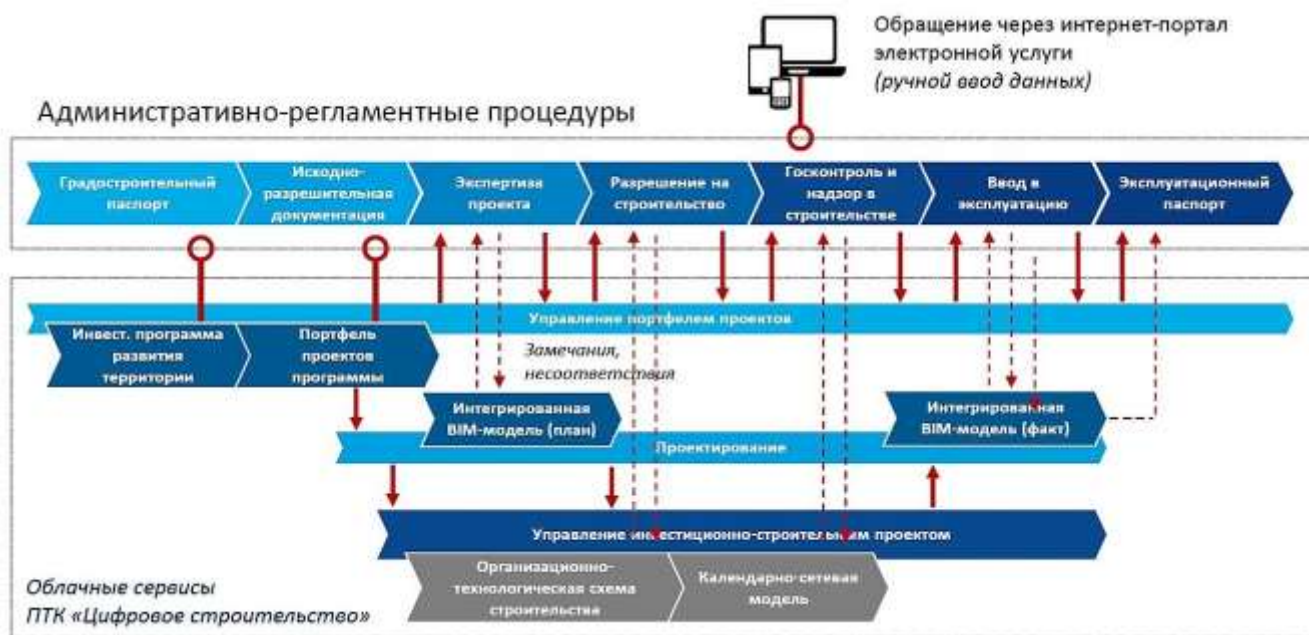 Обращение через интернет-портал
электронной услуги
(ручной ввод данных)
Административно-регламентные процедуры
Градостроительный
паспорт
Исходно-
разрешительная
документация
Экспертиза
проекта
Разрешение на
строительство
Госконтроль и
надзор в
строительстве
Ввод в
эксплуатацию
Эксплуатационный
паспорт
Управление портфелем проектов
Инвест. программа
развития
территории
Портфель
проектов
программы
Замечания,
несоответствия
Интегрированная
BIM-модель (план)
Интегрированная
BIM-модель (факт)
Проектирование
Управление инвестиционно-строительным проектом
Организационно-
технологическая схема
строительства
Календарно-сетевая
модель
Облачные сервисы
ПТК «Цифровое строительство»